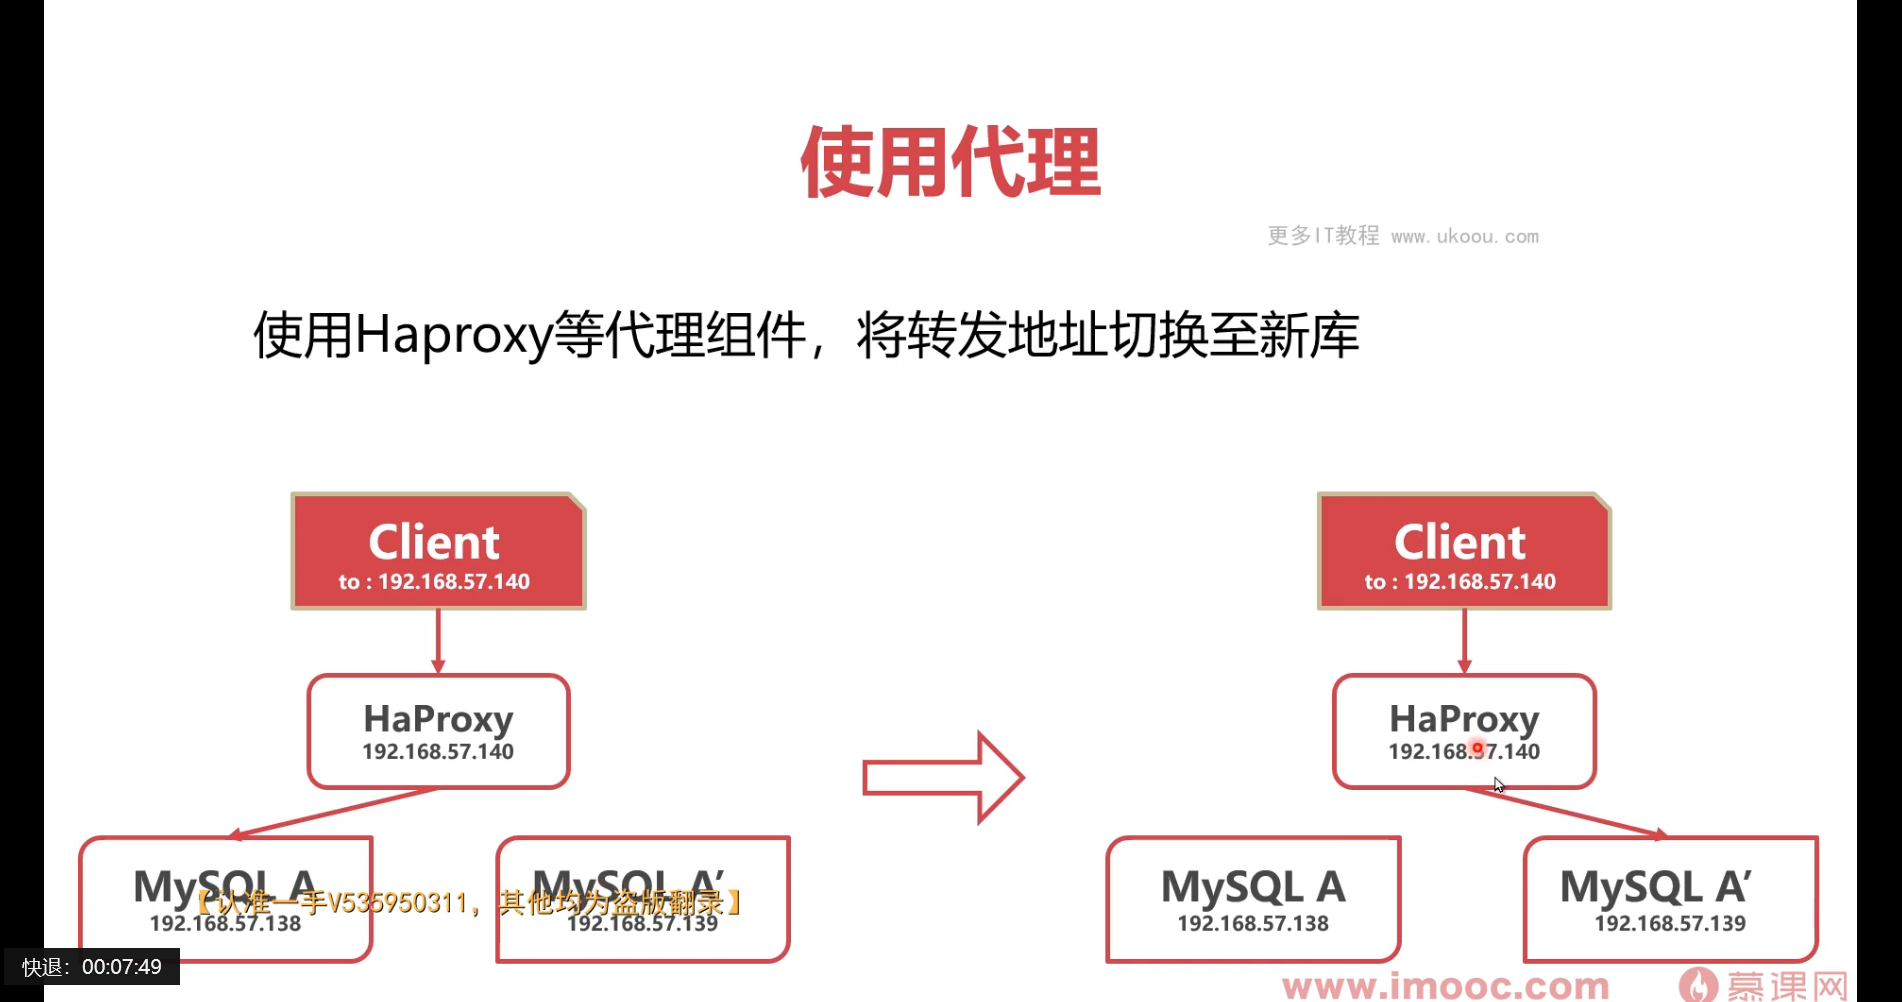 使用代理
更多IT教程 www.ukoou.com
使用Haproxy等代理组件，将转发地址切换至新库
Client
to : 192.168.57.140
HaProxy
192.168.57.140
MySQL A
192.168.57.138
MySQL A’
192.168.57.139
【认准一手V535950311，其他均为盗版翻录】
Client
to : 192.168.57.140
HaProxy
192.168.57.140
MySQL A
192.168.57.138
MySQL A’
192.168.57.139
快退：00:07:49
www.imooc.com 慕课网